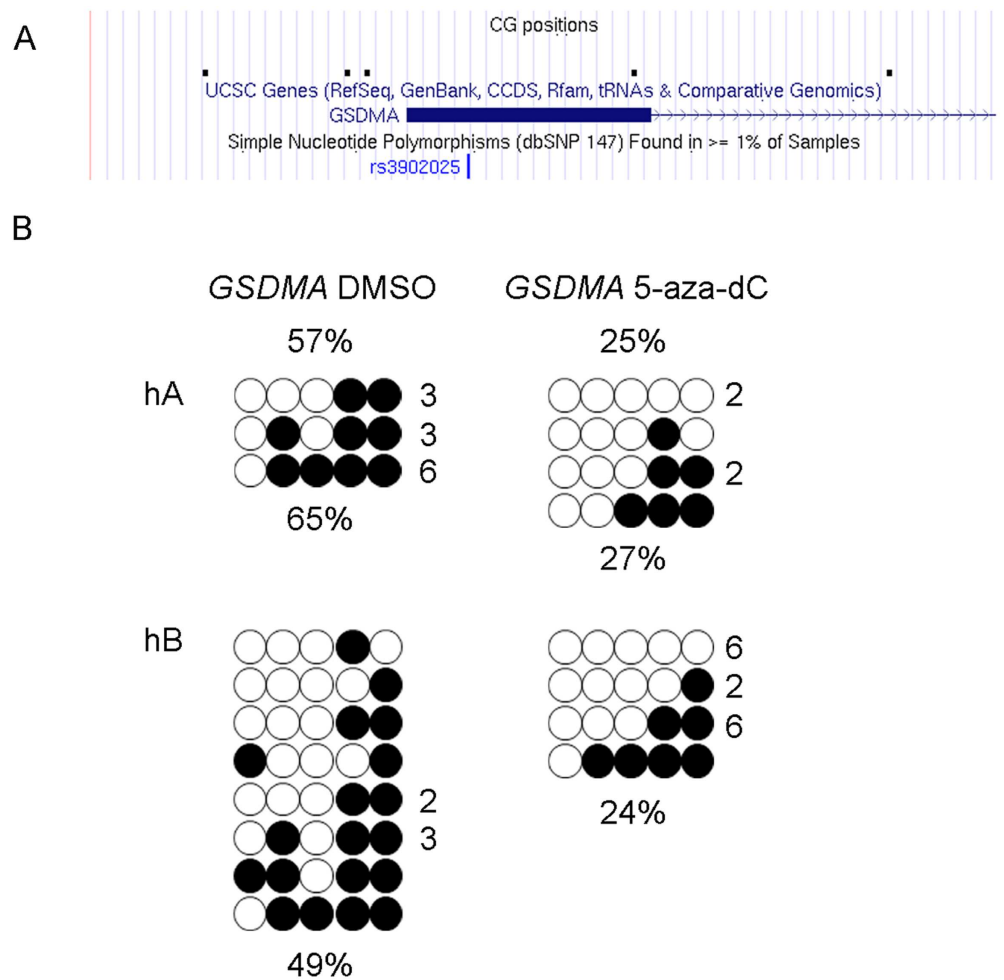 A
CG positions
UCSC Genes (RefSeq, GenBank, CCDS, Rfam, tRNAs & Comparative Genomics)
GSDMA
Simple Nucleotide Polymorphisms (dbSNP 147) Found in >= 1% of Samples
rs3902025
B
GSDMA DMSO
57%
hA
3
3
6
65%
GSDMA 5-aza-dC
25%
2
2
27%
hB
2
3
49%
6
2
6
24%